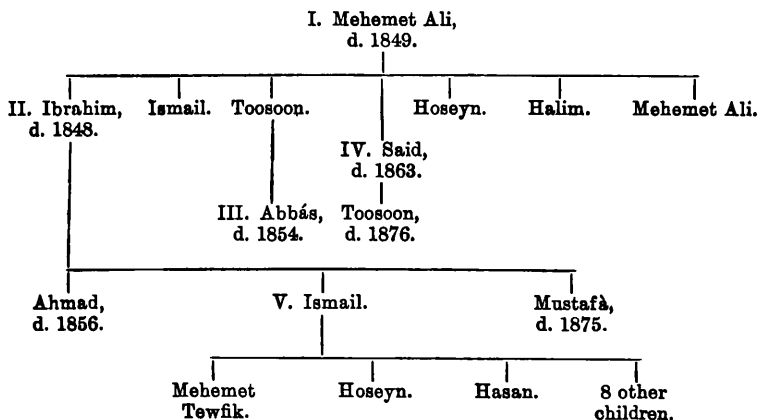 I. Mehemet Ali,
d. 1849.
II. Ibrahim, Ismail. Toosoon. Hoseyn. Halim. Mehemet Ali.
d. 1848.
IV. Said,
d. 1863.
III. Abbás, Toosoon,
d. 1854. d. 1876.
Ahmad, V. Ismail. Mustafà,
d. 1856. d. 1875.
Mehemet Hoseyn. Hasan. 8 other
Tewfik. children.